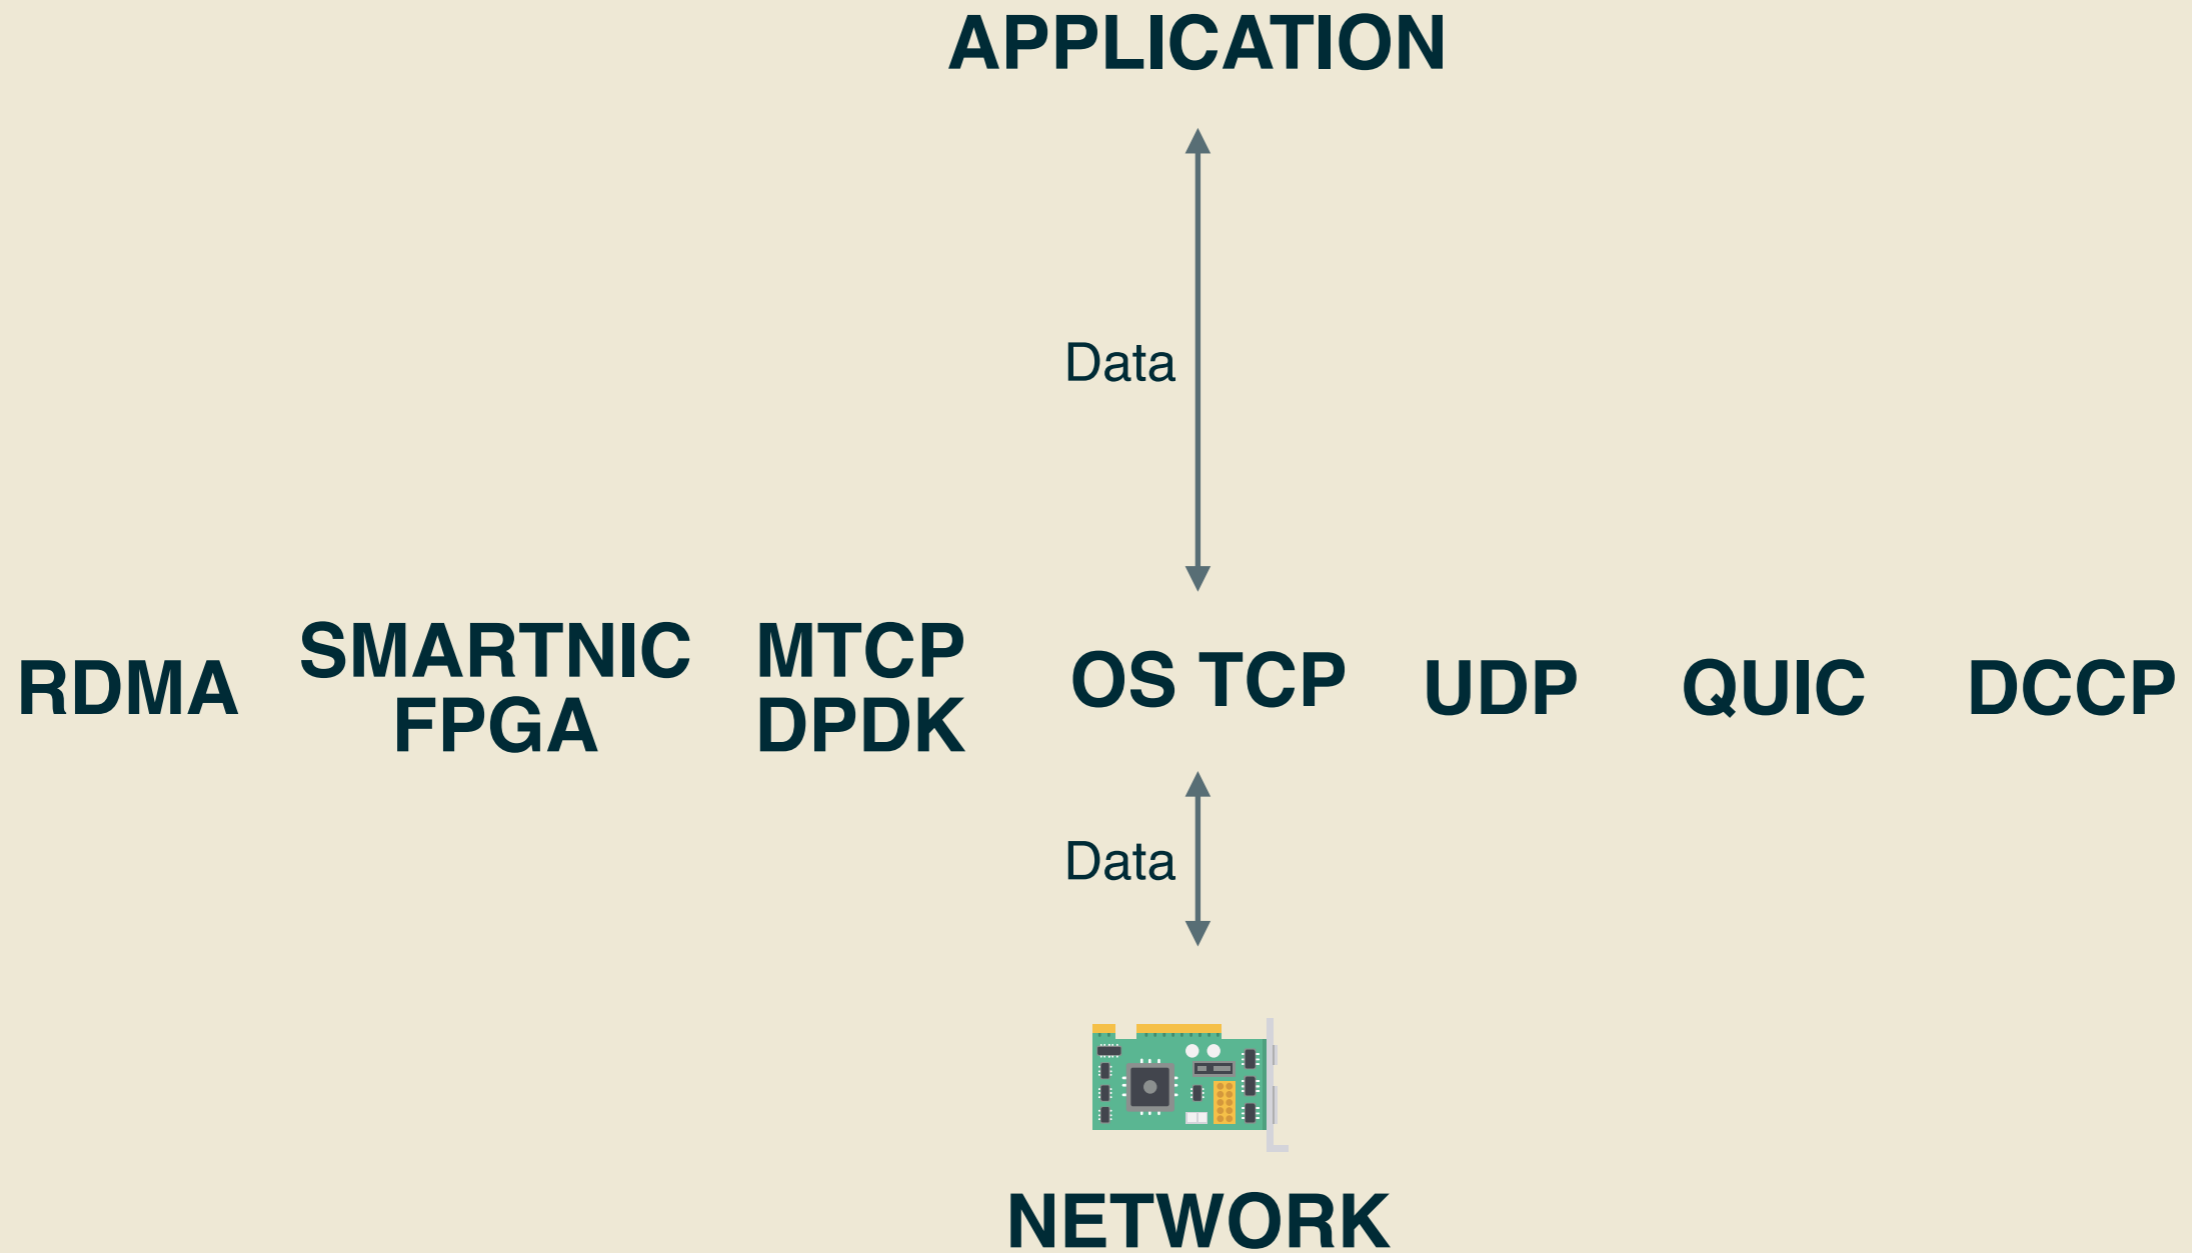 APPLICATION
Data
RDMA
SMARTNIC
FPGA
MTCP
DPDK
OS TCP
UDP
QUIC
DCCP
Data
NETWORK